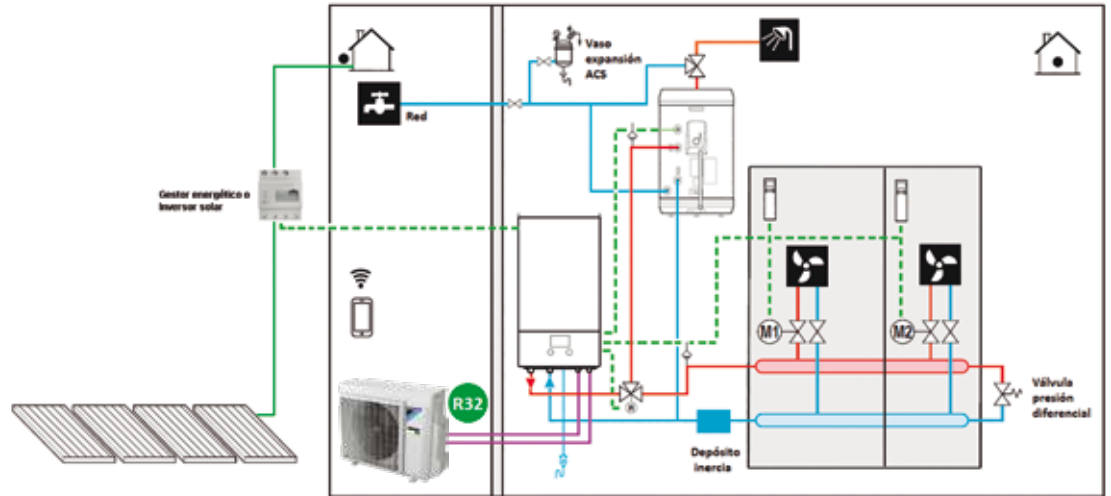 Vaso
expansión
ACS
Red
Gestor energético o
Inversor solar
R32
M1
M2
Válvula
presión
diferencial
Depósito
inercia